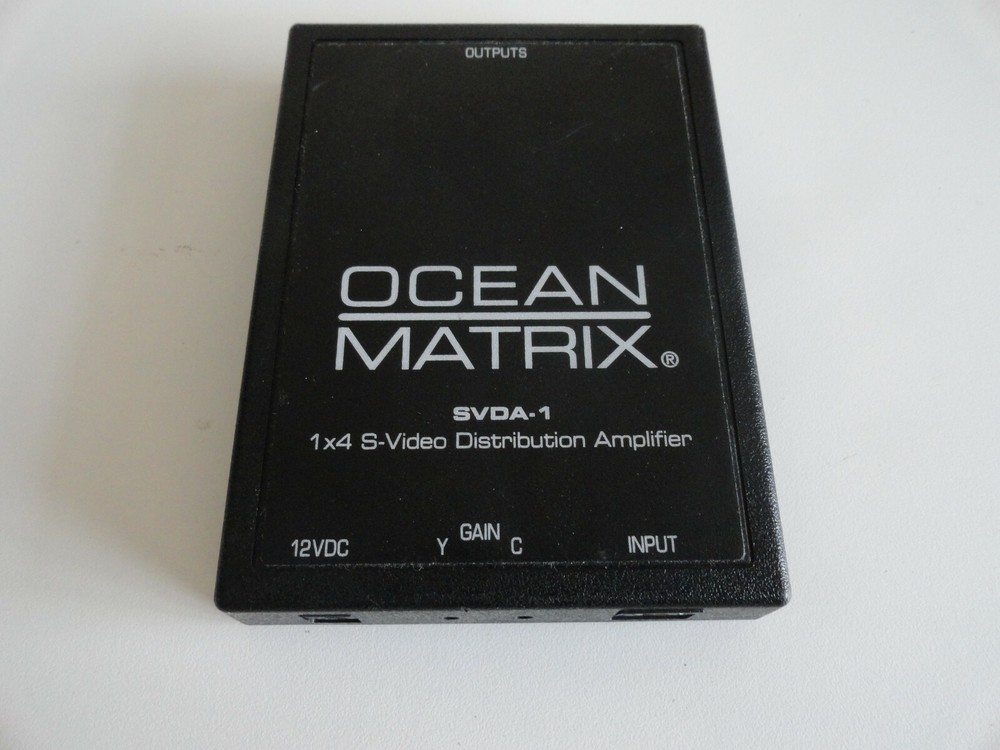 OUTPUTS
OCEAN
MATRIX®
SVDA-1
1x4 S-Video Distribution Amplifier
GAIN
12VDC Y C INPUT